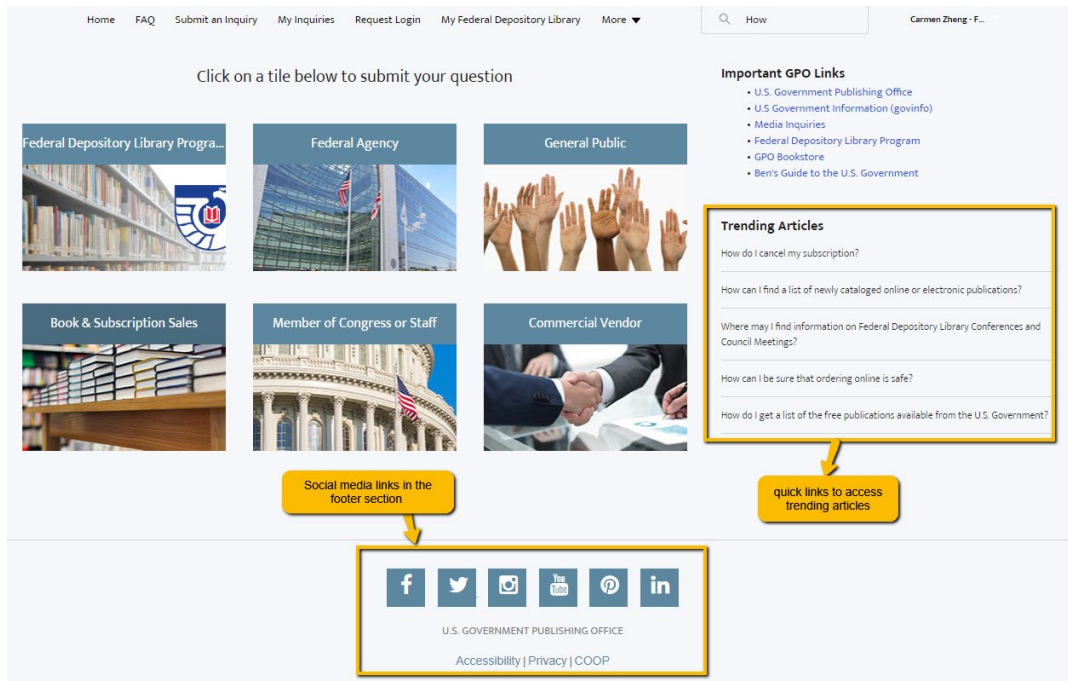 Home FAQ Submit an Inquiry My Inquiries Request Login My Federal Depository Library More How Carmen Zheng - F...
Click on a tile below to submit your question
Federal Depository Library Progra...
Federal Agency
General Public
Book & Subscription Sales
Member of Congress or Staff
Commercial Vendor
Important GPO Links
• U.S. Government Publishing Office
• U.S Government Information (govinfo)
• Media Inquiries
• Federal Depository Library Program
• GPO Bookstore
• Ben's Guide to the U.S. Government
Trending Articles
How do I cancel my subscription?
How can I find a list of newly cataloged online or electronic publications?
Where may I find information on Federal Depository Library Conferences and
Council Meetings?
How can I be sure that ordering online is safe?
How do I get a list of the free publications available from the U.S. Government?
quick links to access
trending articles
Social media links in the
footer section
f You Tube in
U.S. GOVERNMENT PUBLISHING OFFICE
Accessibility | Privacy | COOP